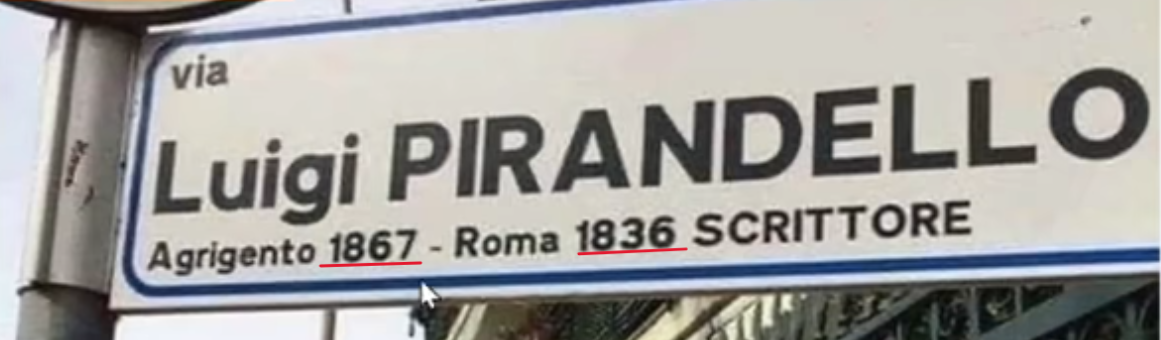 via
Luigi PIRANDELLO
Agrigento 1867 - Roma 1836 SCRITTORE